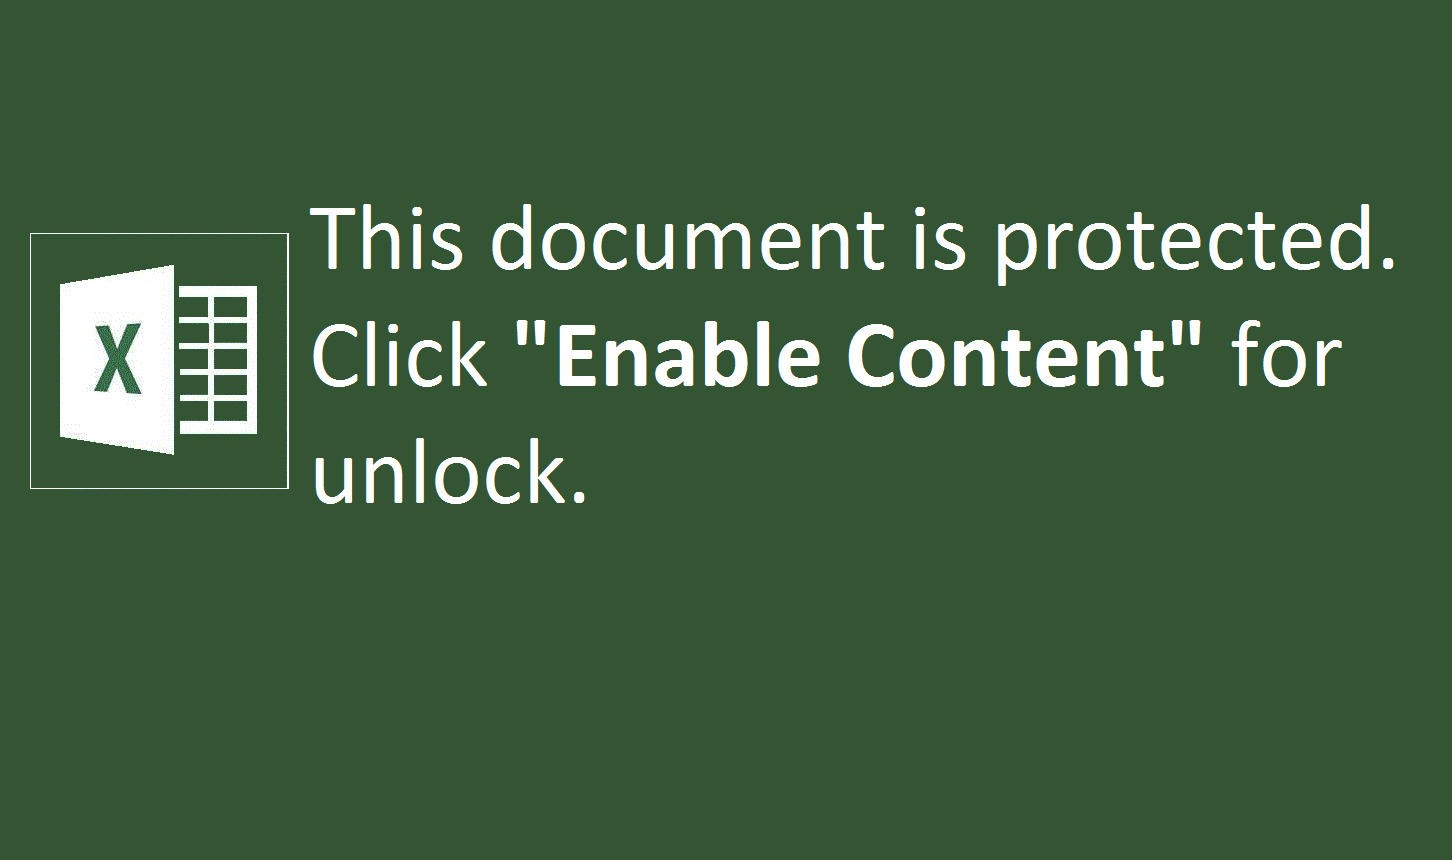 This document is protected.
Click "Enable Content" for
unlock.
X